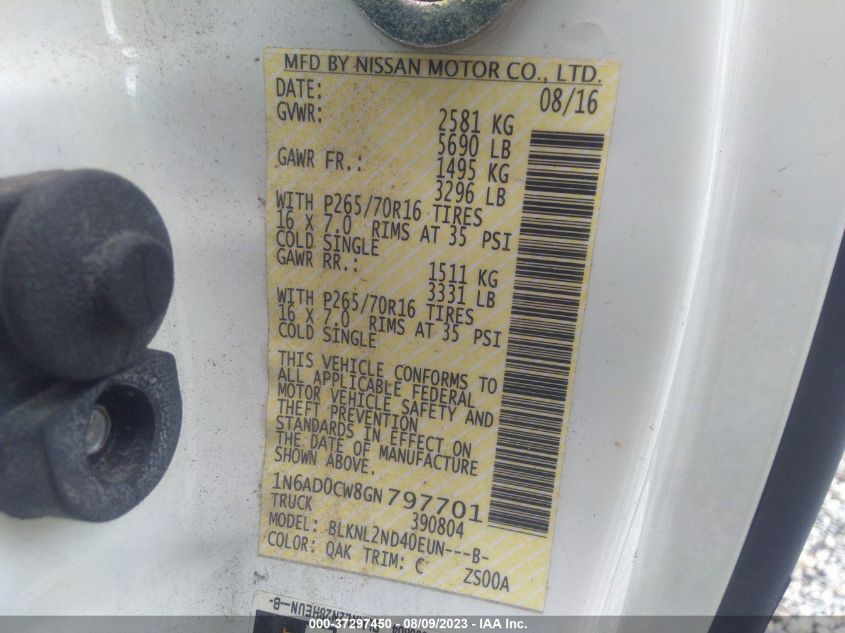 MFD BY NISSAN MOTOR CO., LTD.
DATE: 08/16
GVWR: 2581 KG
5690 LB
GAWR FR.: 1495 KG
3296 LB
WITH P265/70R16 TIRES
16 X 7.0 RIMS AT 35 PSI
COLD SINGLE
GAWR RR.: 1511 KG
3331 LB
WITH P265/70R16 TIRES
16 X 7.0 RIMS AT 35 PSI
COLD SINGLE
THIS VEHICLE CONFORMS TO
ALL APPLICABLE FEDERAL
MOTOR VEHICLE SAFETY AND
THEFT PREVENTION
STANDARDS IN EFFECT ON
THE DATE OF MANUFACTURE
SHOWN ABOVE.
1N6AD0CW8GN797701
TRUCK 390804
MODEL: BLKNL2ND40EUN---B-
COLOR: QAK TRIM: C ZS00A
000-37297450 - 08/09/2023 - IAA Inc.